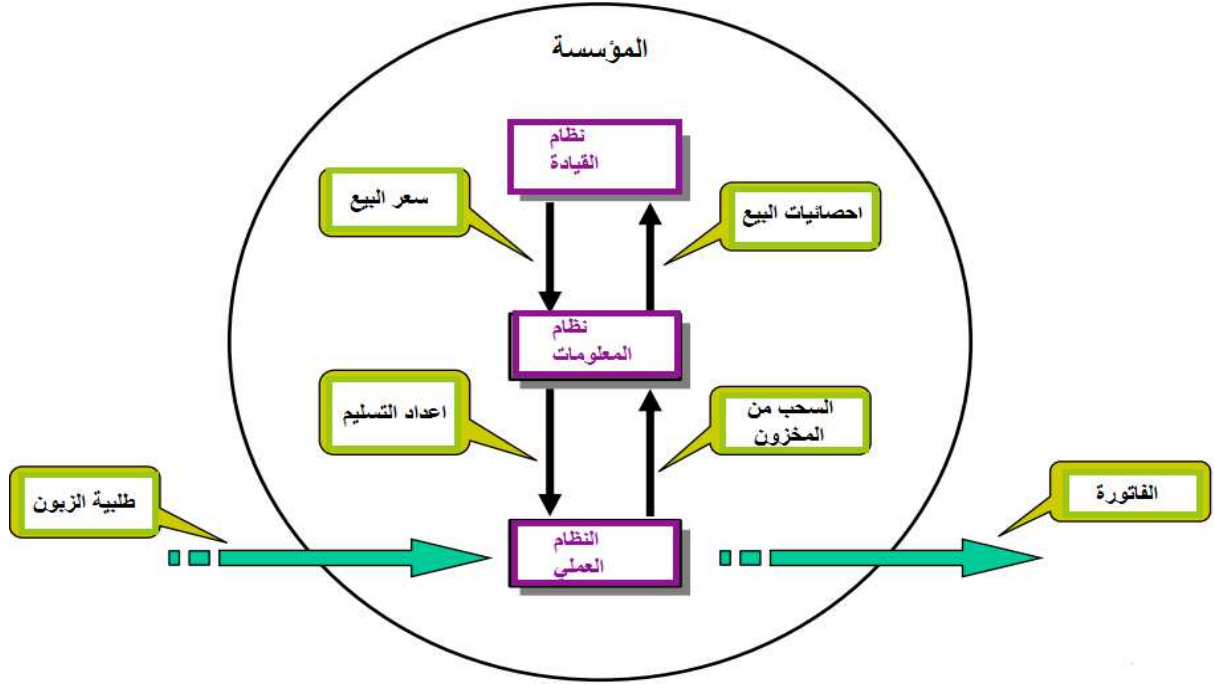 المؤسسة
نظام
القيادة
احصائيات البيع
سعر البيع
نظام
المعلومات
السحب من
المخزون
اعداد التسليم
الفاتورة
طلبية الزبون
النظام
العملي